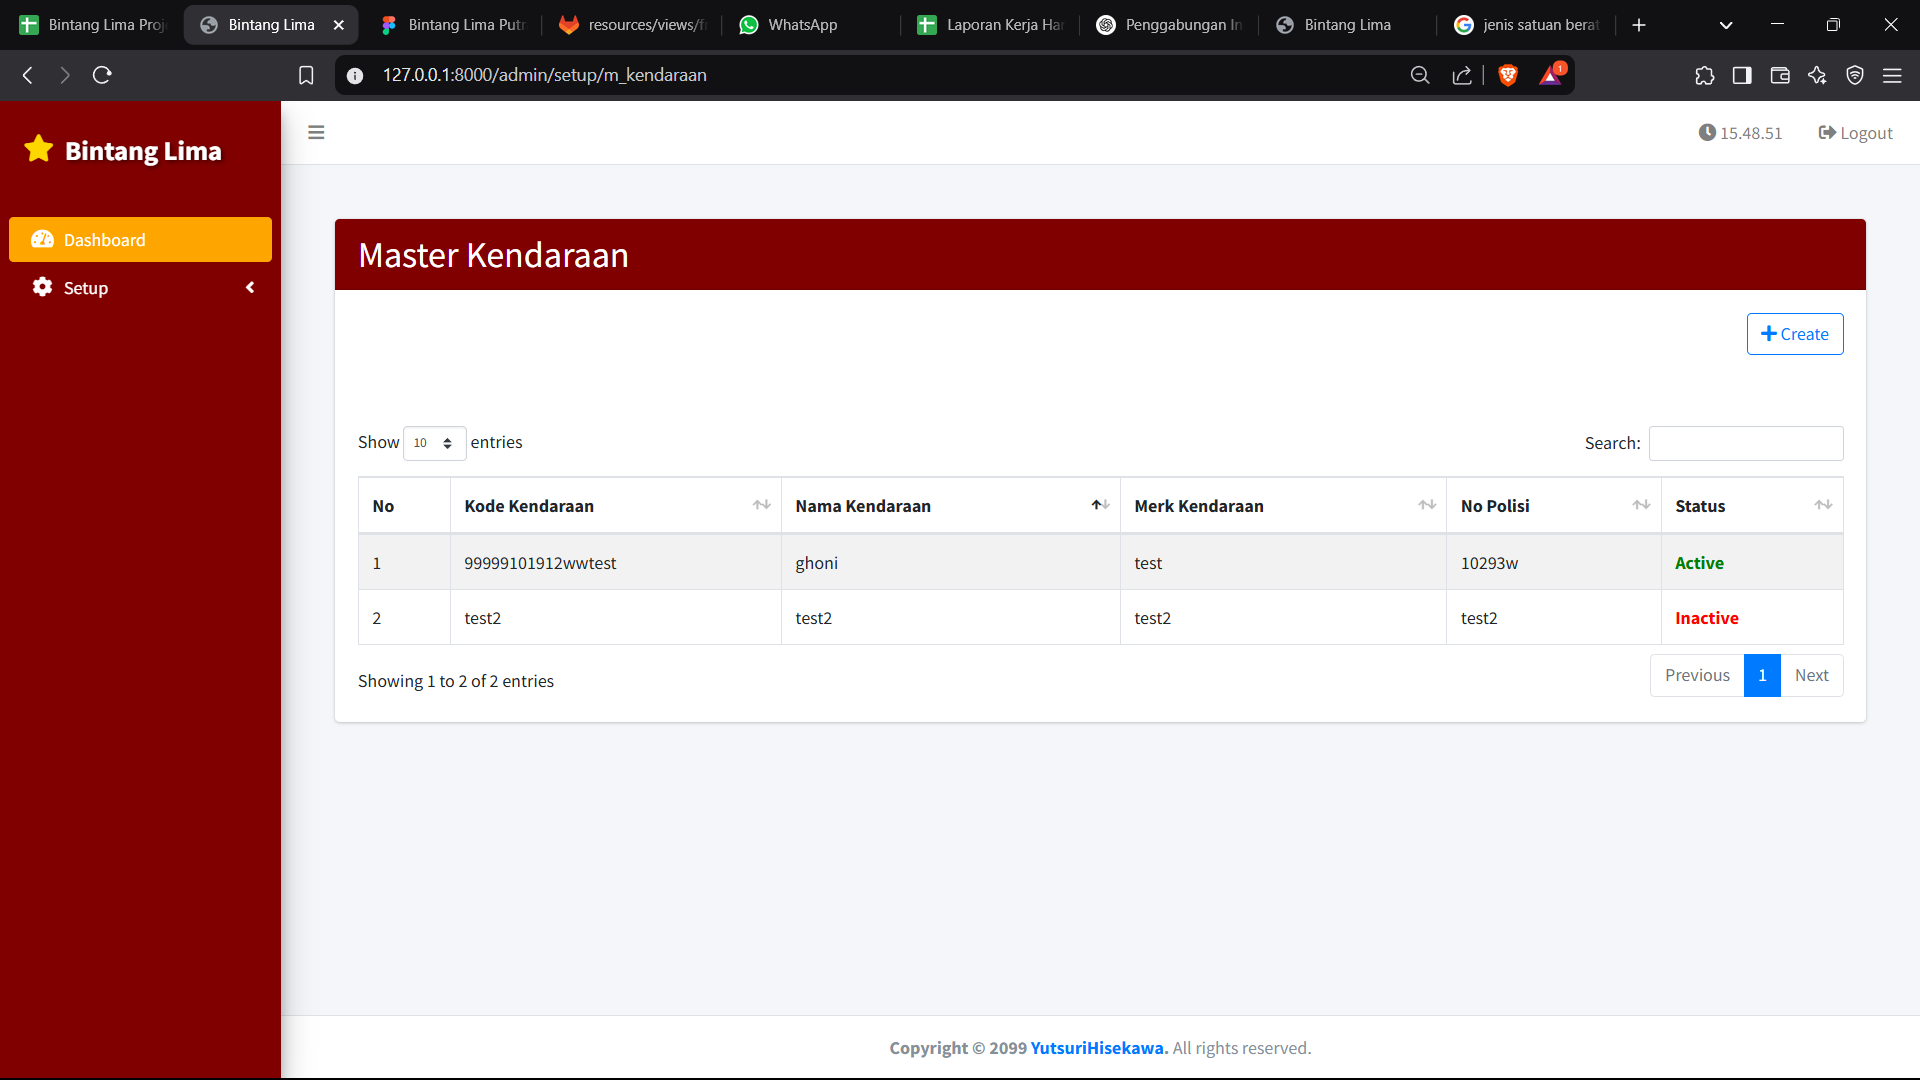 Bintang Lima Proj
Bintang Lima
Bintang Lima Putr
resources/views/fr
WhatsApp
Laporan Kerja Har
Penggabungan In
Bintang Lima
jenis satuan berat
127.0.0.1:8000/admin/setup/m_kendaraan
1
Bintang Lima
15.48.51
Logout
Dashboard
Setup
Master Kendaraan
Create
Show 10 entries
Search:
No Kode Kendaraan Nama Kendaraan Merk Kendaraan No Polisi Status
1 99999101912wwtest ghoni test 10293w Active
2 test2 test2 test2 test2 Inactive
Showing 1 to 2 of 2 entries
Previous 1 Next
Copyright © 2099 YutsuriHisekawa. All rights reserved.